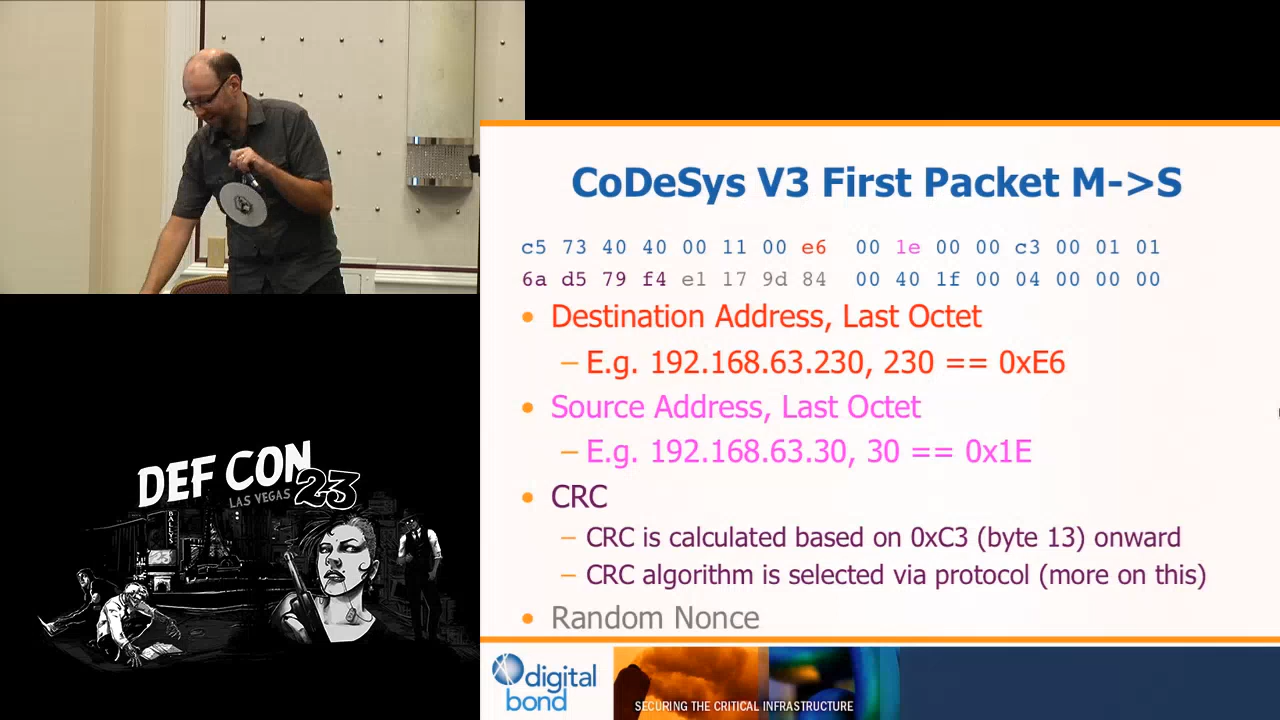 CoDeSys V3 First Packet M->S
c5 73 40 40 00 11 00 e6 00 1e 00 00 c3 00 01 01
6a d5 79 f4 e1 17 9d 84 00 40 1f 00 04 00 00 00
• Destination Address, Last Octet
– E.g. 192.168.63.230, 230 == 0xE6
• Source Address, Last Octet
– E.g. 192.168.63.30, 30 == 0x1E
• CRC
– CRC is calculated based on 0xC3 (byte 13) onward
– CRC algorithm is selected via protocol (more on this)
• Random Nonce
DEF CON
LAS VEGAS 23
BALLYS
digital
bond
SECURING THE CRITICAL INFRASTRUCTURE